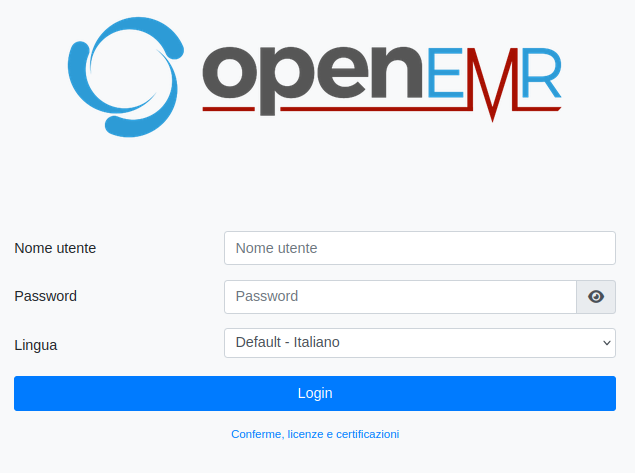 openEMR
Nome utente Nome utente
Password Password
Lingua Default - Italiano
Login
Conferme, licenze e certificazioni